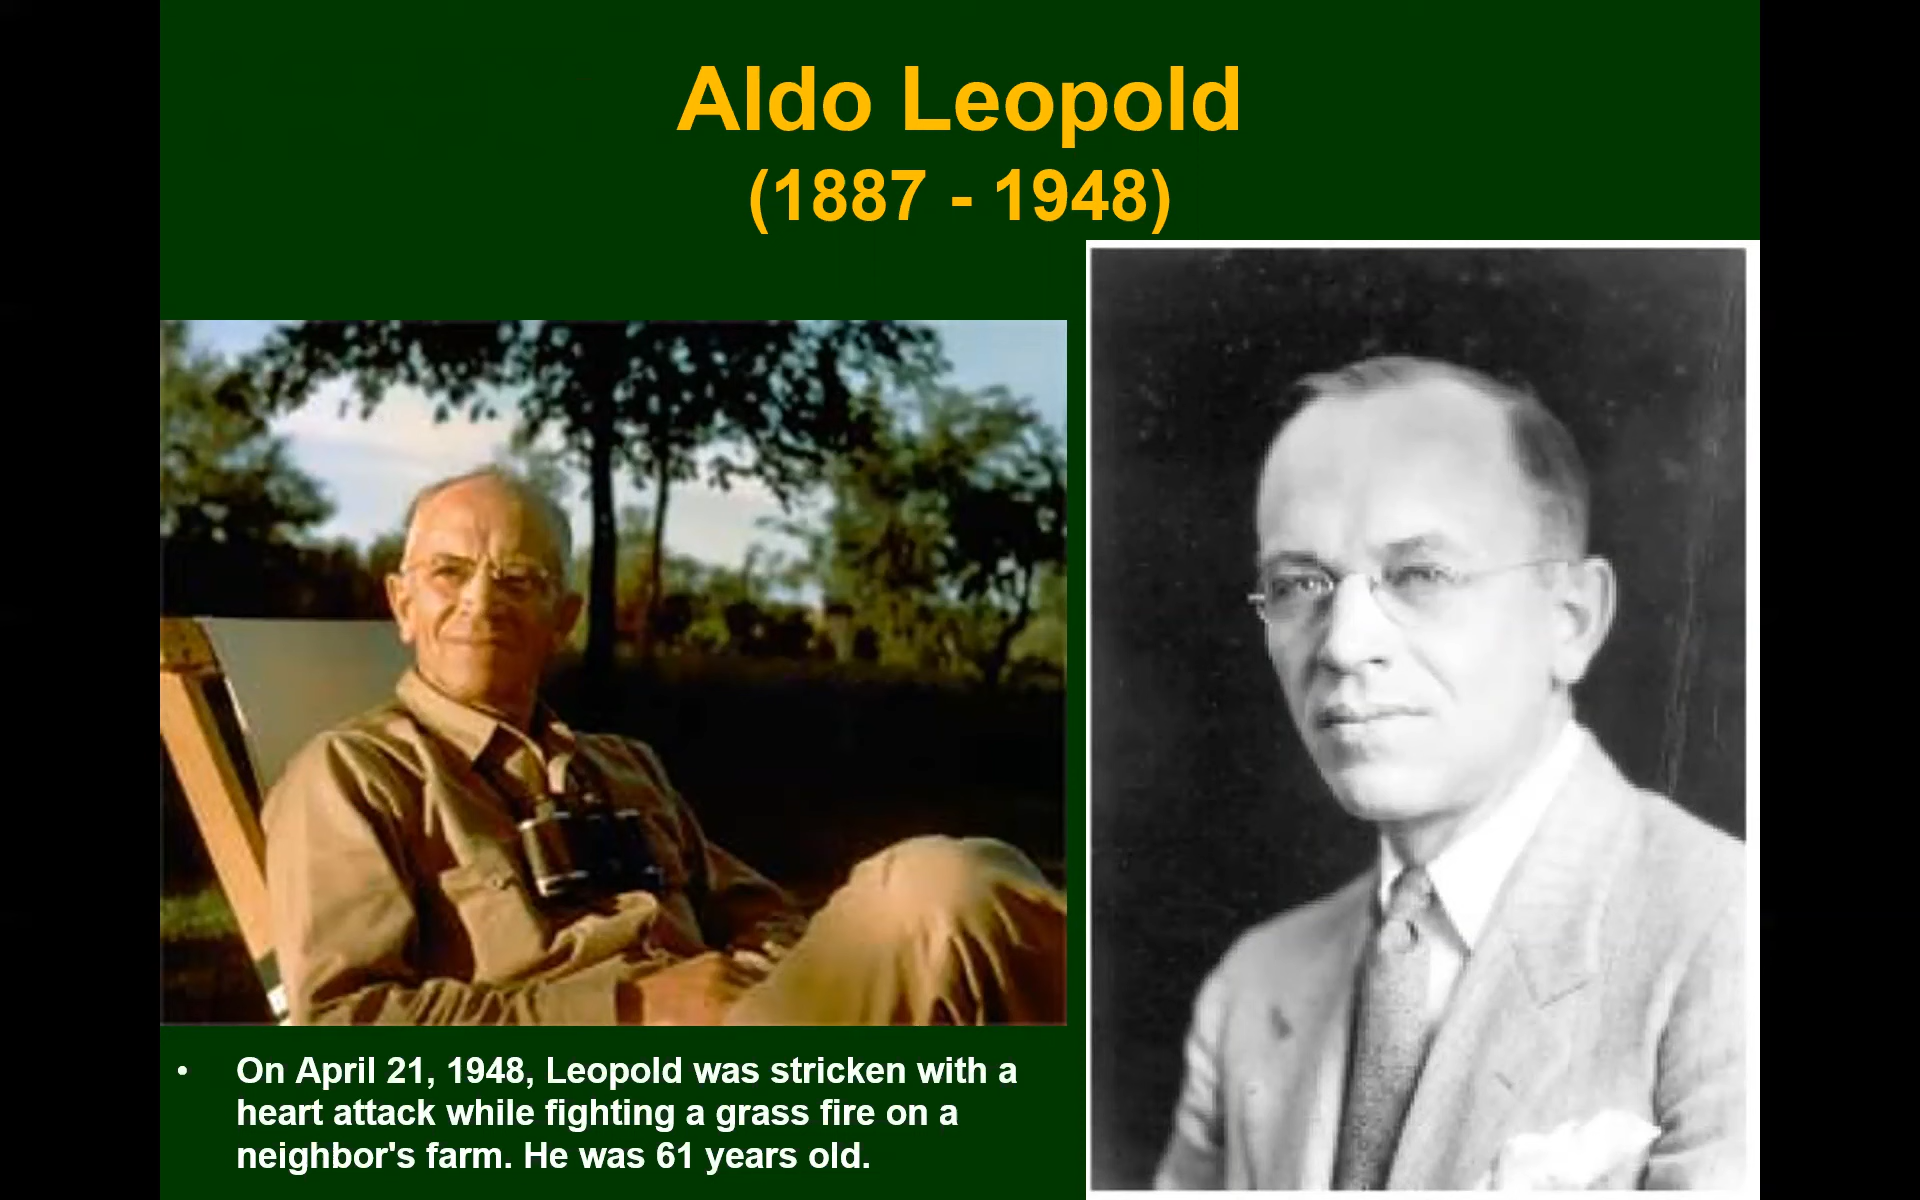 Aldo Leopold
(1887 - 1948)
• On April 21, 1948, Leopold was stricken with a
heart attack while fighting a grass fire on a
neighbor's farm. He was 61 years old.